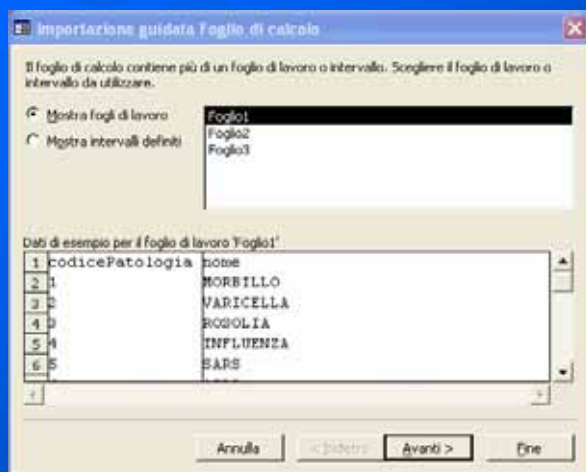 Importazione guidata Foglio di calcolo
Il foglio di calcolo contiene più di un foglio di lavoro o intervallo. Scegliere il foglio di lavoro o
intervallo da utilizzare.
Mostra fogli di lavoro
Mostra intervalli definiti
Foglio1
Foglio2
Foglio3
Dati di esempio per il foglio di lavoro 'Foglio1'
1 codicePatologia nome
2 1 MORBILLO
3 2 VARICELLA
4 3 ROSOLIA
5 4 INFLUENZA
6 5 SARS
Annulla < Indietro Avanti > Fine